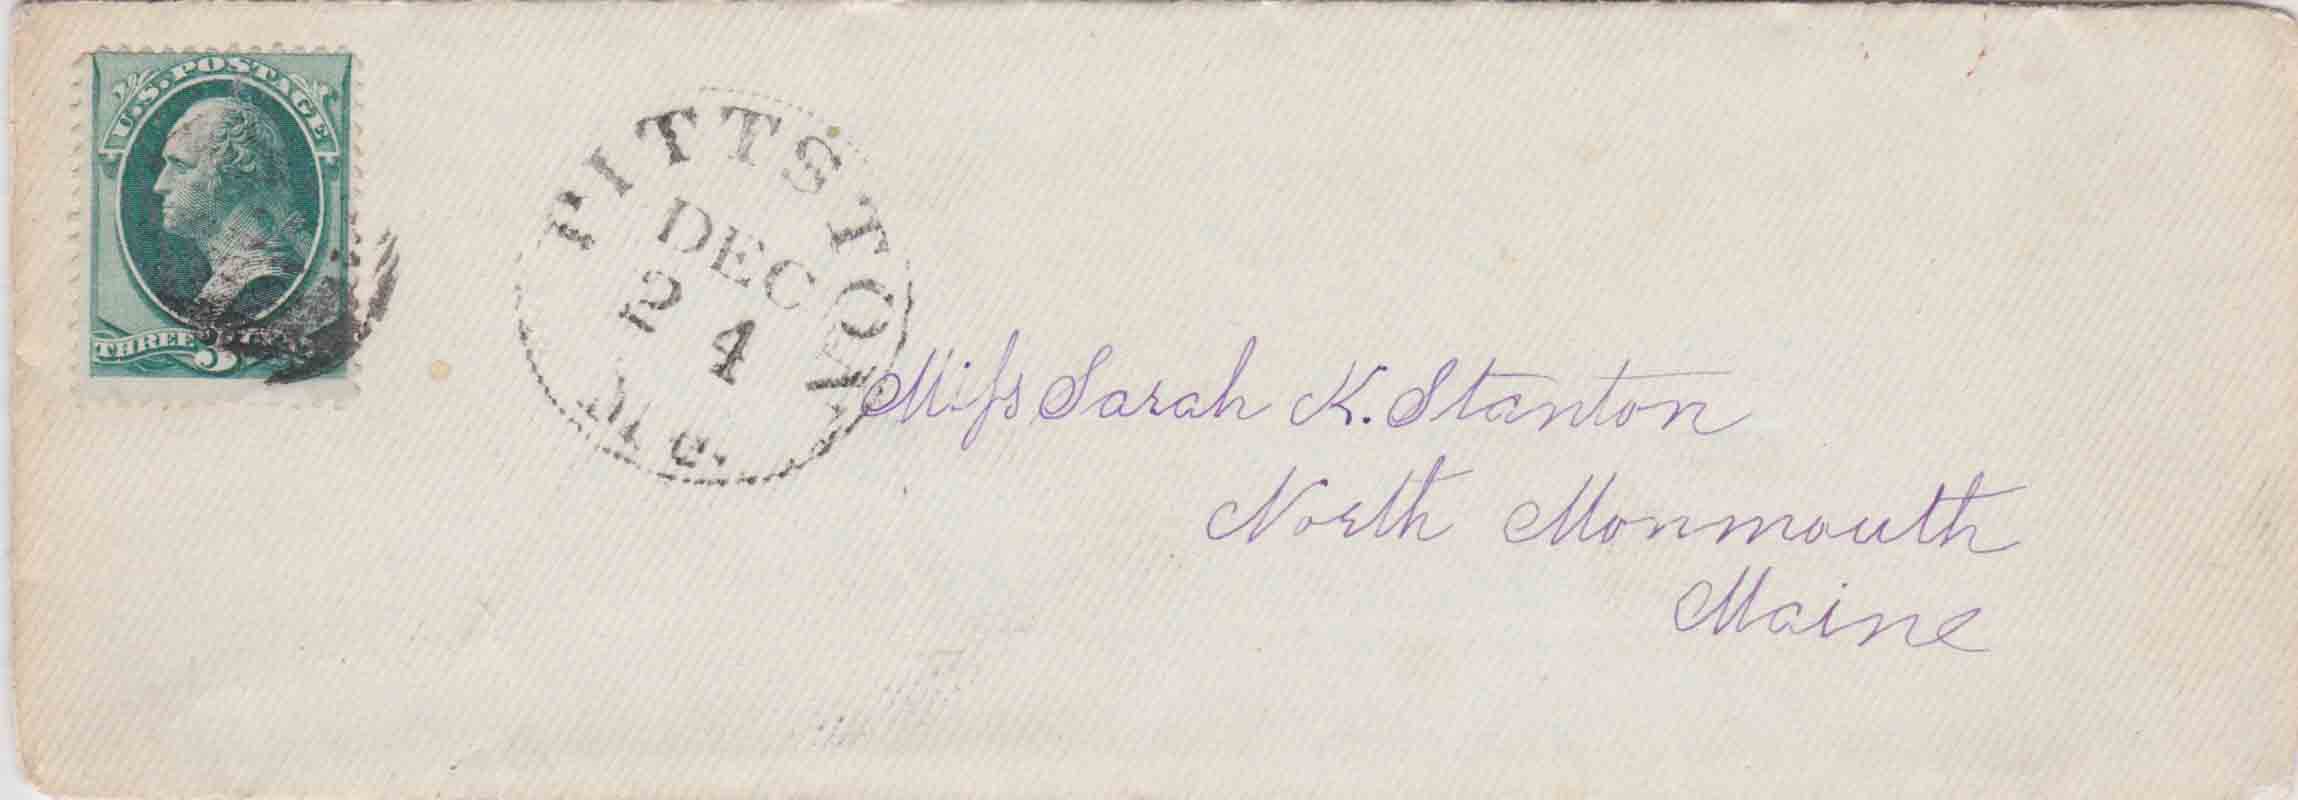 U.S. POSTAGE
THREE 3
PITTSTON
DEC
24
Me.
Miſs Sarah K. Stanton
North Monmouth
Maine